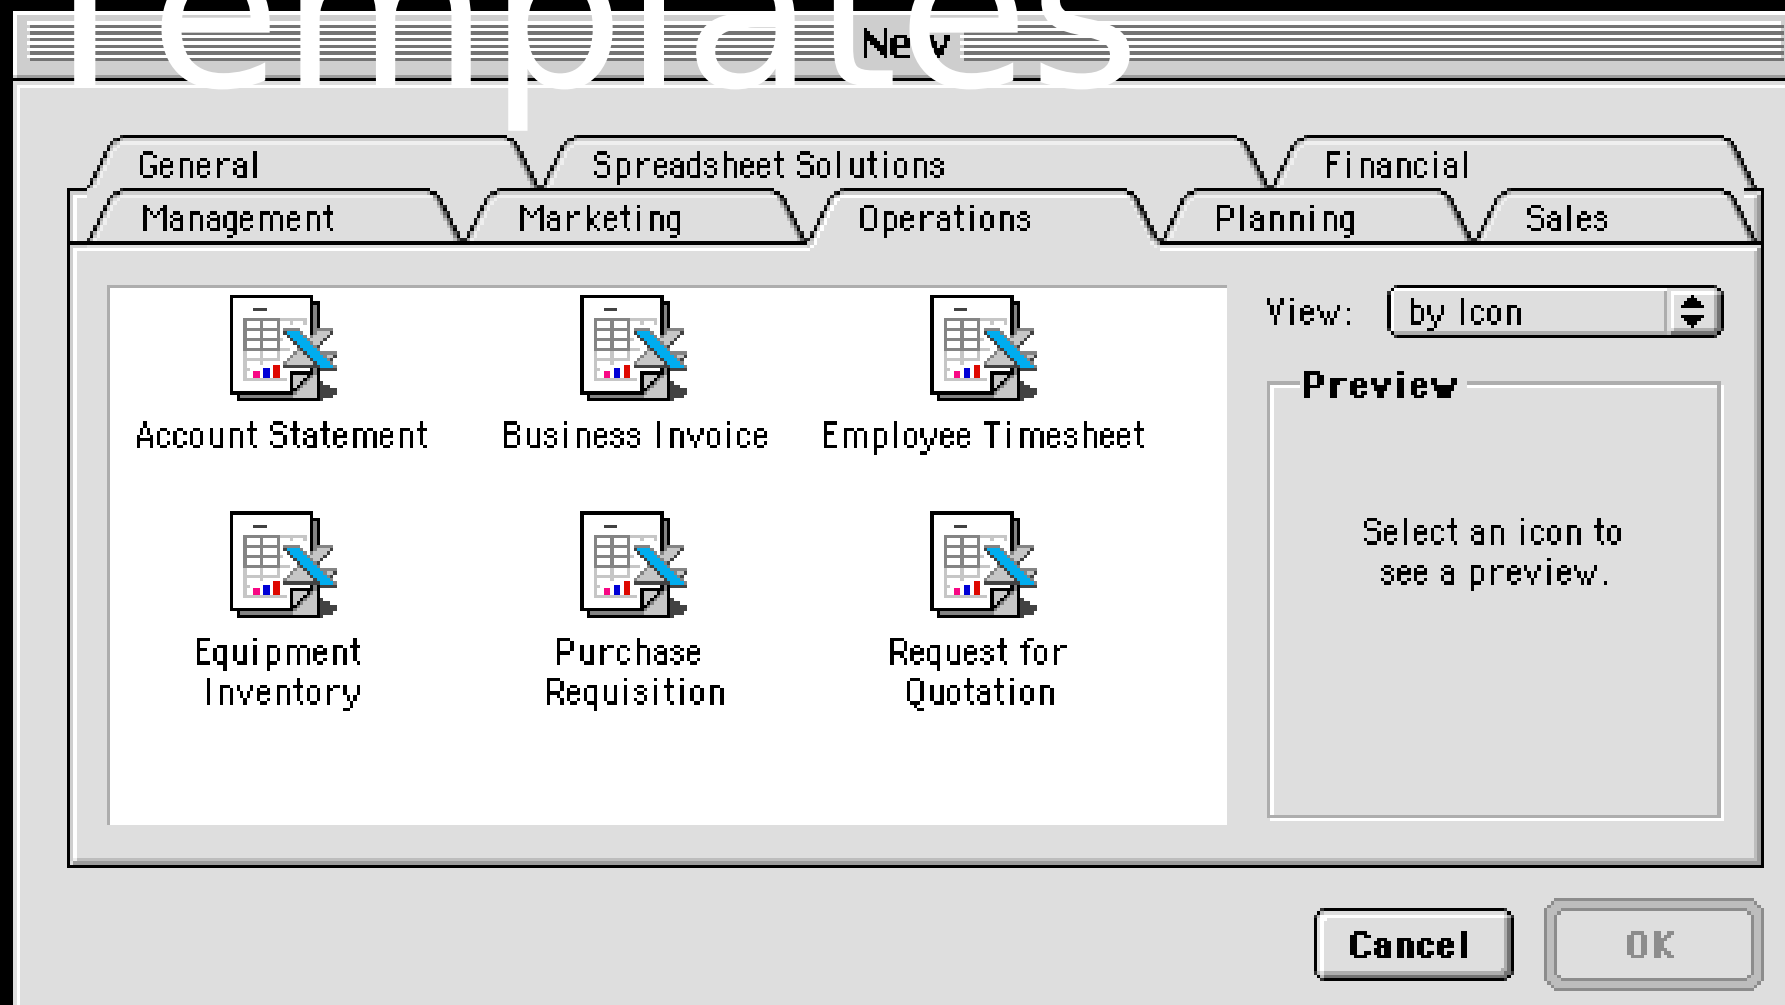 Templates
New
General Spreadsheet Solutions Financial
Management Marketing Operations Planning Sales
View: by Icon
Account Statement Business Invoice Employee Timesheet
Equipment Inventory
Purchase Requisition
Request for Quotation
Preview
Select an icon to
see a preview.
Cancel OK